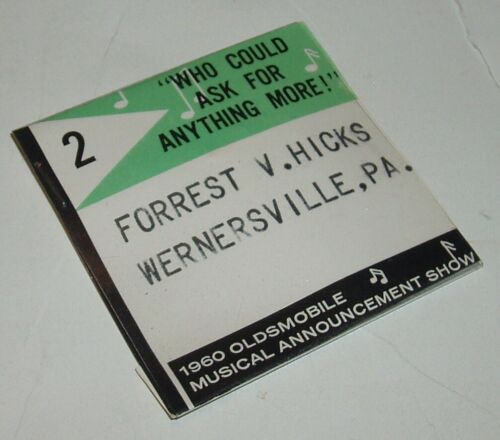 "WHO COULD
ASK FOR
ANYTHING MORE!"
2
FORREST V. HICKS
WERNERSVILLE, PA.
1960 OLDSMOBILE
MUSICAL ANNOUNCEMENT SHOW